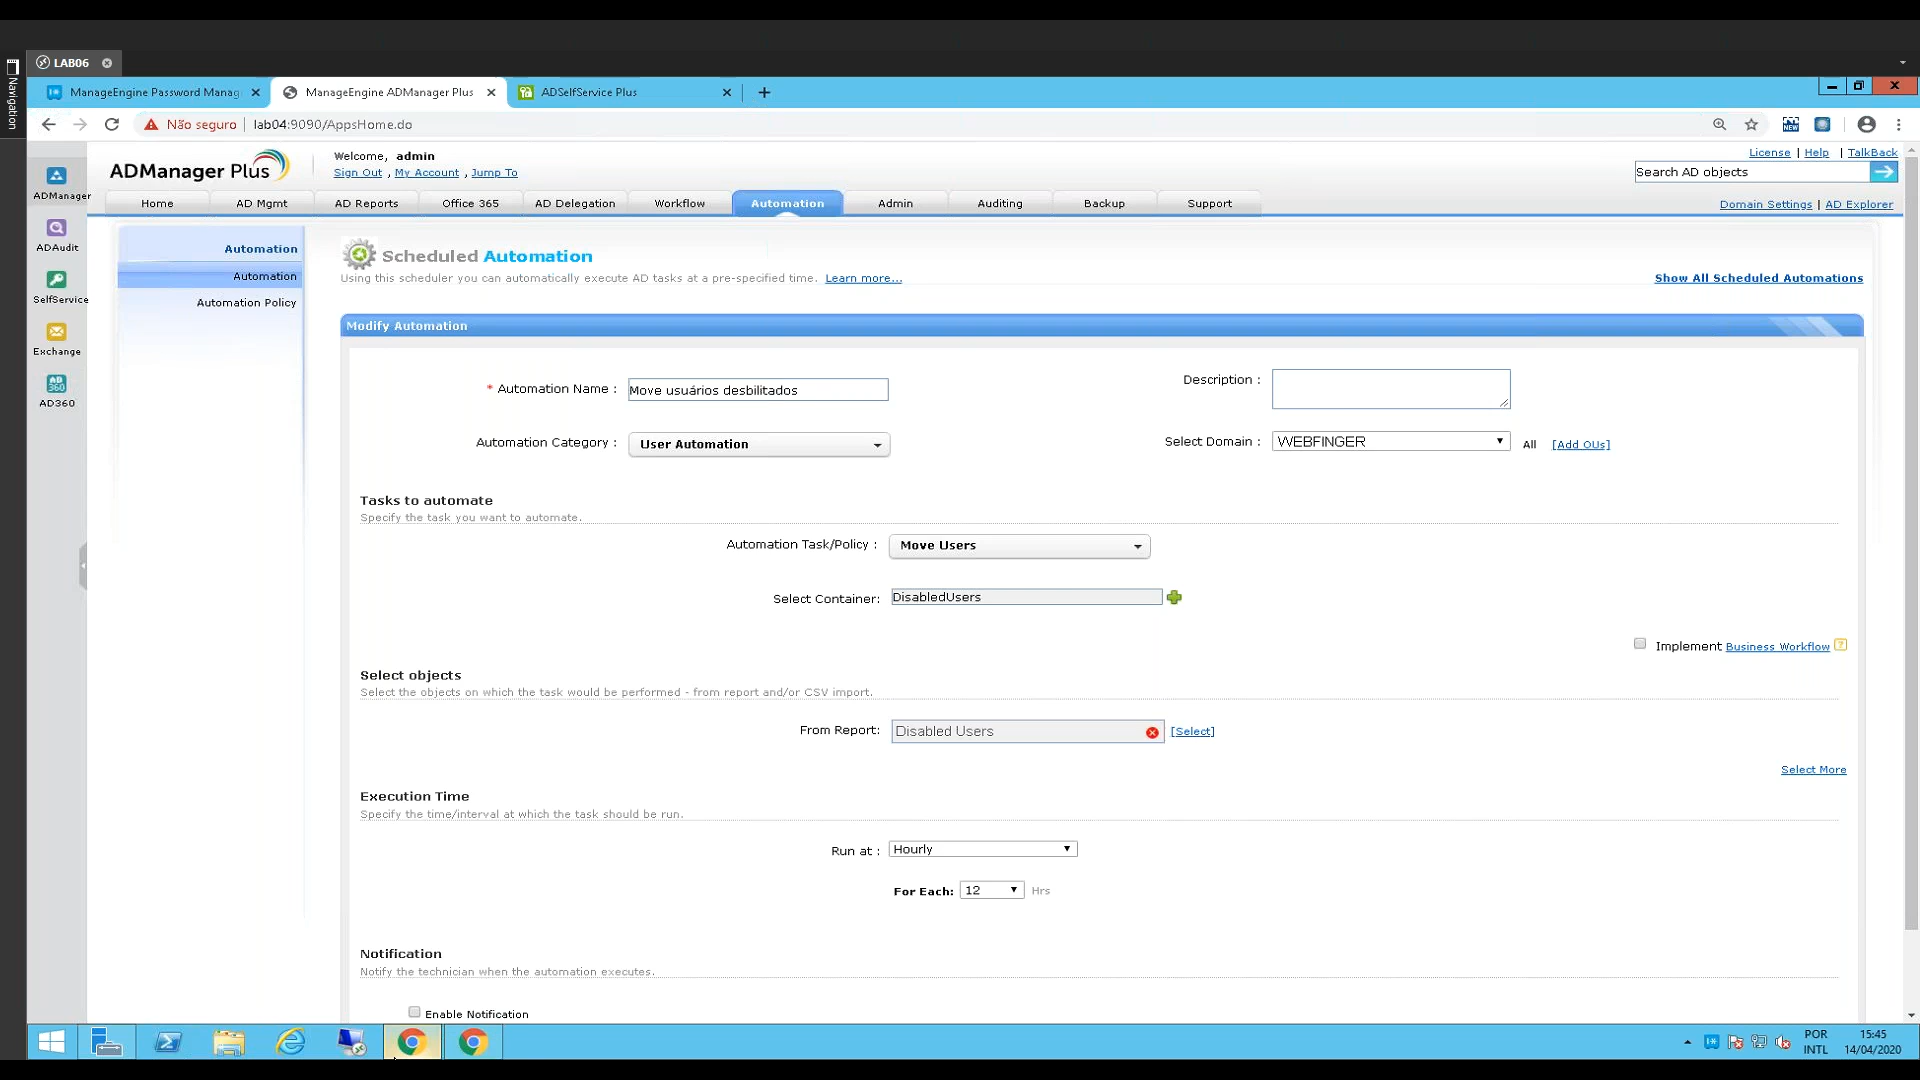 LAB06
Navigation
ManageEngine Password Manag
ManageEngine ADManager Plus
ADSelfService Plus
Não seguro
lab04:9090/AppsHome.do
NEW
ADManager Plus
Welcome, admin
Sign Out , My Account , Jump To
License | Help | TalkBack
Search AD objects
Home
AD Mgmt
AD Reports
Office 365
AD Delegation
Workflow
Automation
Admin
Auditing
Backup
Support
Domain Settings | AD Explorer
ADManager
ADAudit
SelfService
Exchange
AD 360
AD360
Automation
Automation
Automation Policy
Scheduled Automation
Using this scheduler you can automatically execute AD tasks at a pre-specified time. Learn more...
Show All Scheduled Automations
Modify Automation
* Automation Name : Move usuários desbilitados
Description :
Automation Category : User Automation
Select Domain : WEBFINGER All [Add OUs]
Tasks to automate
Specify the task you want to automate.
Automation Task/Policy : Move Users
Select Container: DisabledUsers
Implement Business Workflow ?
Select objects
Select the objects on which the task would be performed - from report and/or CSV import.
From Report: Disabled Users [Select]
Select More
Execution Time
Specify the time/interval at which the task should be run.
Run at : Hourly
For Each: 12 Hrs
Notification
Notify the technician when the automation executes.
Enable Notification
POR
INTL
15:45
14/04/2020